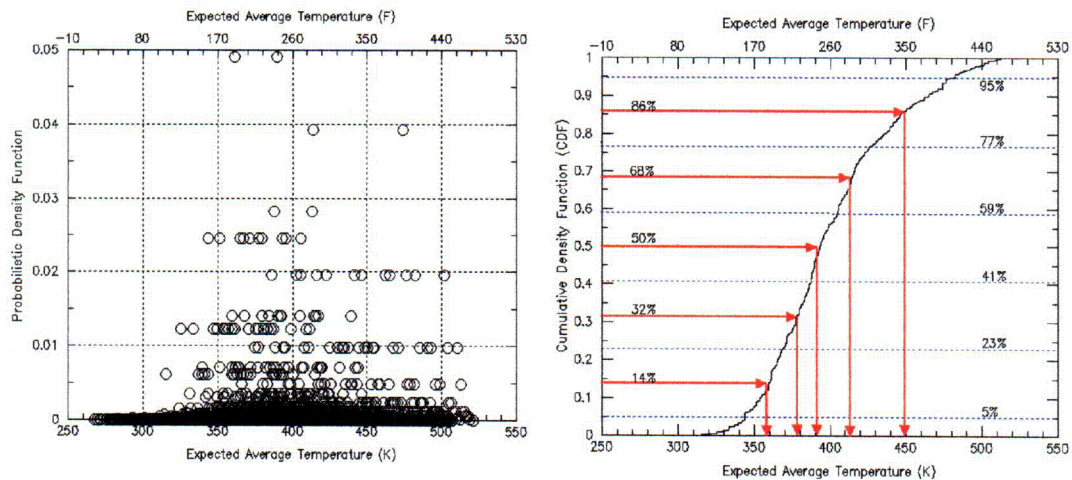 Expected Average Temperature (F)
-10 80 170 260 350 440 530
0.05
0.04
0.03
0.02
0.01
0
Probabilistic Density Function
250 300 350 400 450 500 550
Expected Average Temperature (K)
Expected Average Temperature (F)
-10 80 170 260 350 440 530
1
0.9
0.8
0.7
0.6
0.5
0.4
0.3
0.2
0.1
0
Cumulative Density Function (CDF)
95%
86%
77%
68%
59%
50%
41%
32%
23%
14%
5%
250 300 350 400 450 500 550
Expected Average Temperature (K)